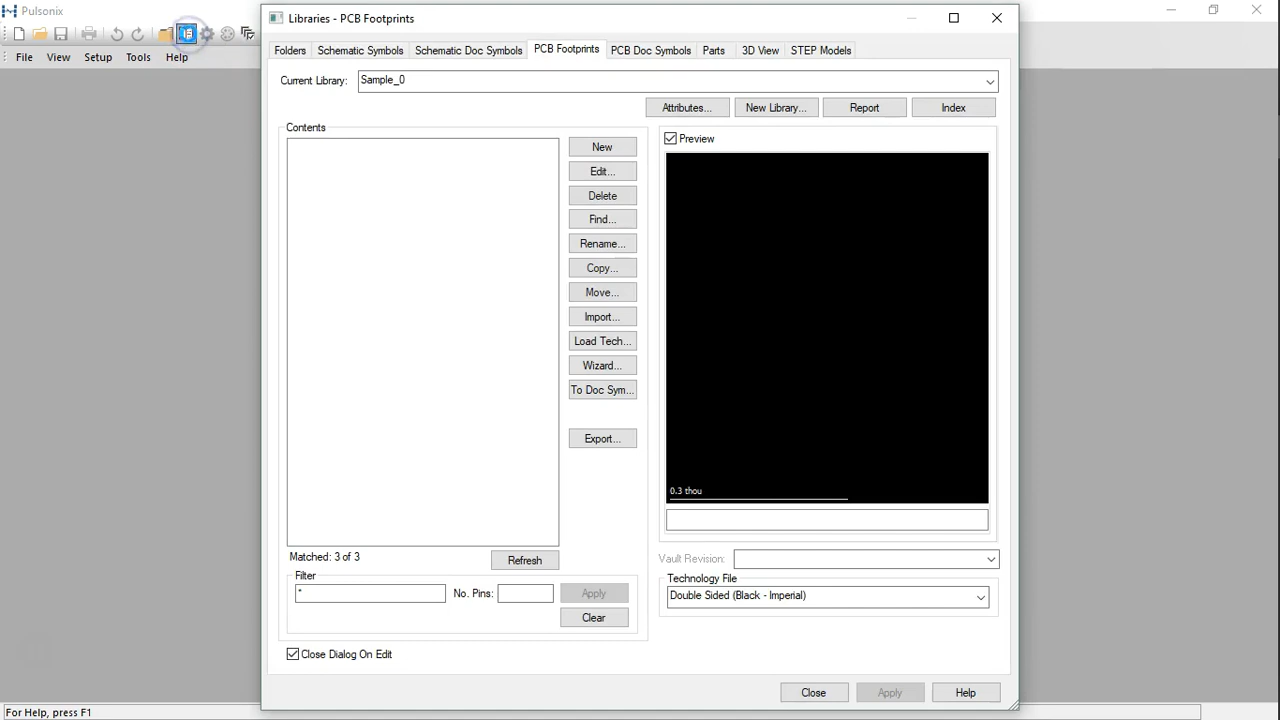 Pulsonix
File View Setup Tools Help
Libraries - PCB Footprints
Folders Schematic Symbols Schematic Doc Symbols PCB Footprints PCB Doc Symbols Parts 3D View STEP Models
Current Library: Sample_0
Attributes... New Library... Report Index
Contents
New
Edit...
Delete
Find...
Rename...
Copy...
Move...
Import...
Load Tech...
Wizard...
To Doc Sym...
Export...
Matched: 3 of 3
Refresh
Filter
* No. Pins: Apply
Clear
Close Dialog On Edit
Preview
0.3 thou
Vault Revision:
Technology File
Double Sided (Black - Imperial)
Close Apply Help
For Help, press F1